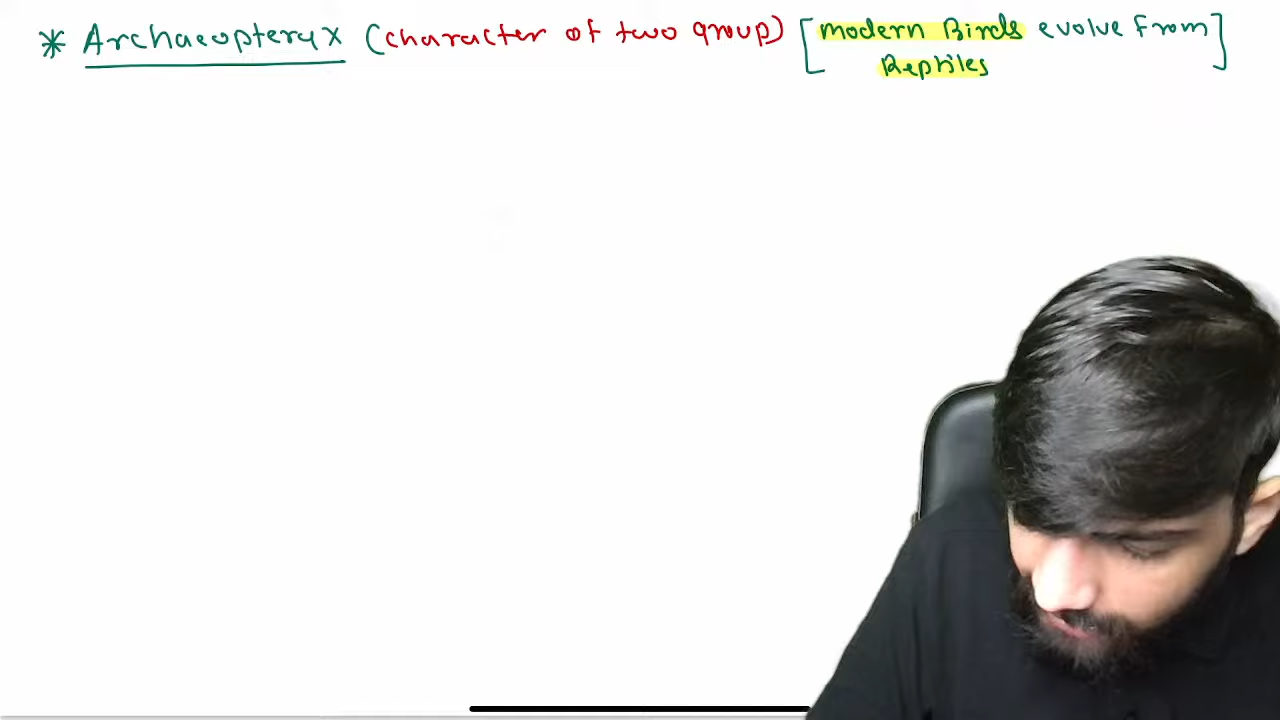 * Archaeopteryx (character of two group) [modern Birds evolve from
Reptiles]